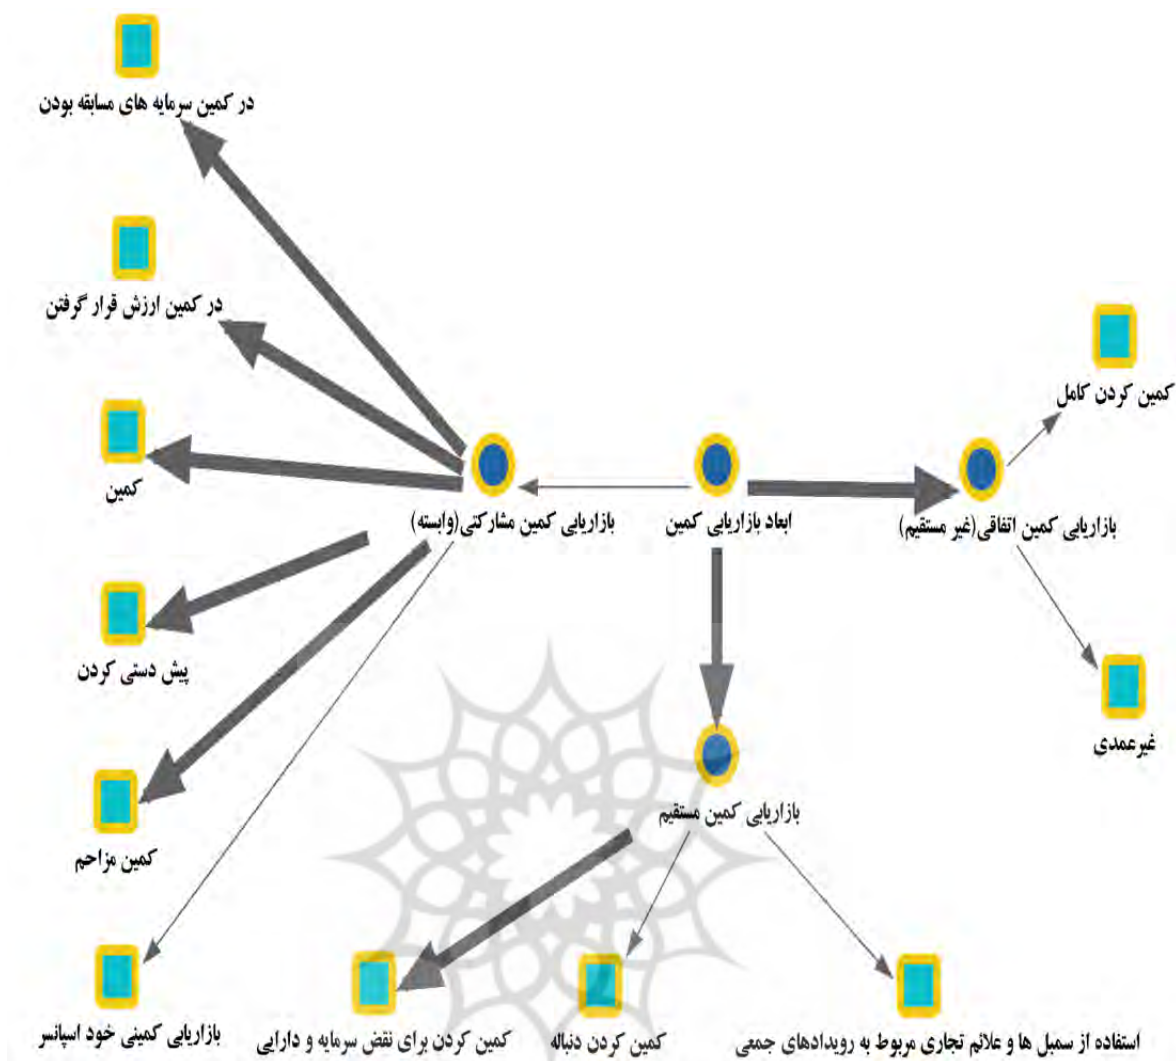 در کمین سرمایه های مسابقه بودن
در کمین ارزش قرار گرفتن
کمین کردن کامل
کمین
بازاریابی کمین اتفاقی(غیر مستقیم)
ابعاد بازاریابی کمین
بازاریابی کمین مشارکتی(وابسته)
پیش دستی کردن
غیرعمدی
بازاریابی کمین مستقیم
کمین مزاحم
استفاده از سمبل ها و علائم تجاری مربوط به رویدادهای جمعی
کمین کردن دنباله
کمین کردن برای نقض سرمایه و دارایی
بازاریابی کمینی خود اسپانسر